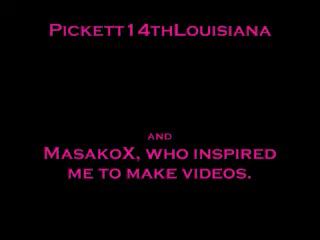 Pickett14thLouisiana
and
MasakoX, who inspired
me to make videos.